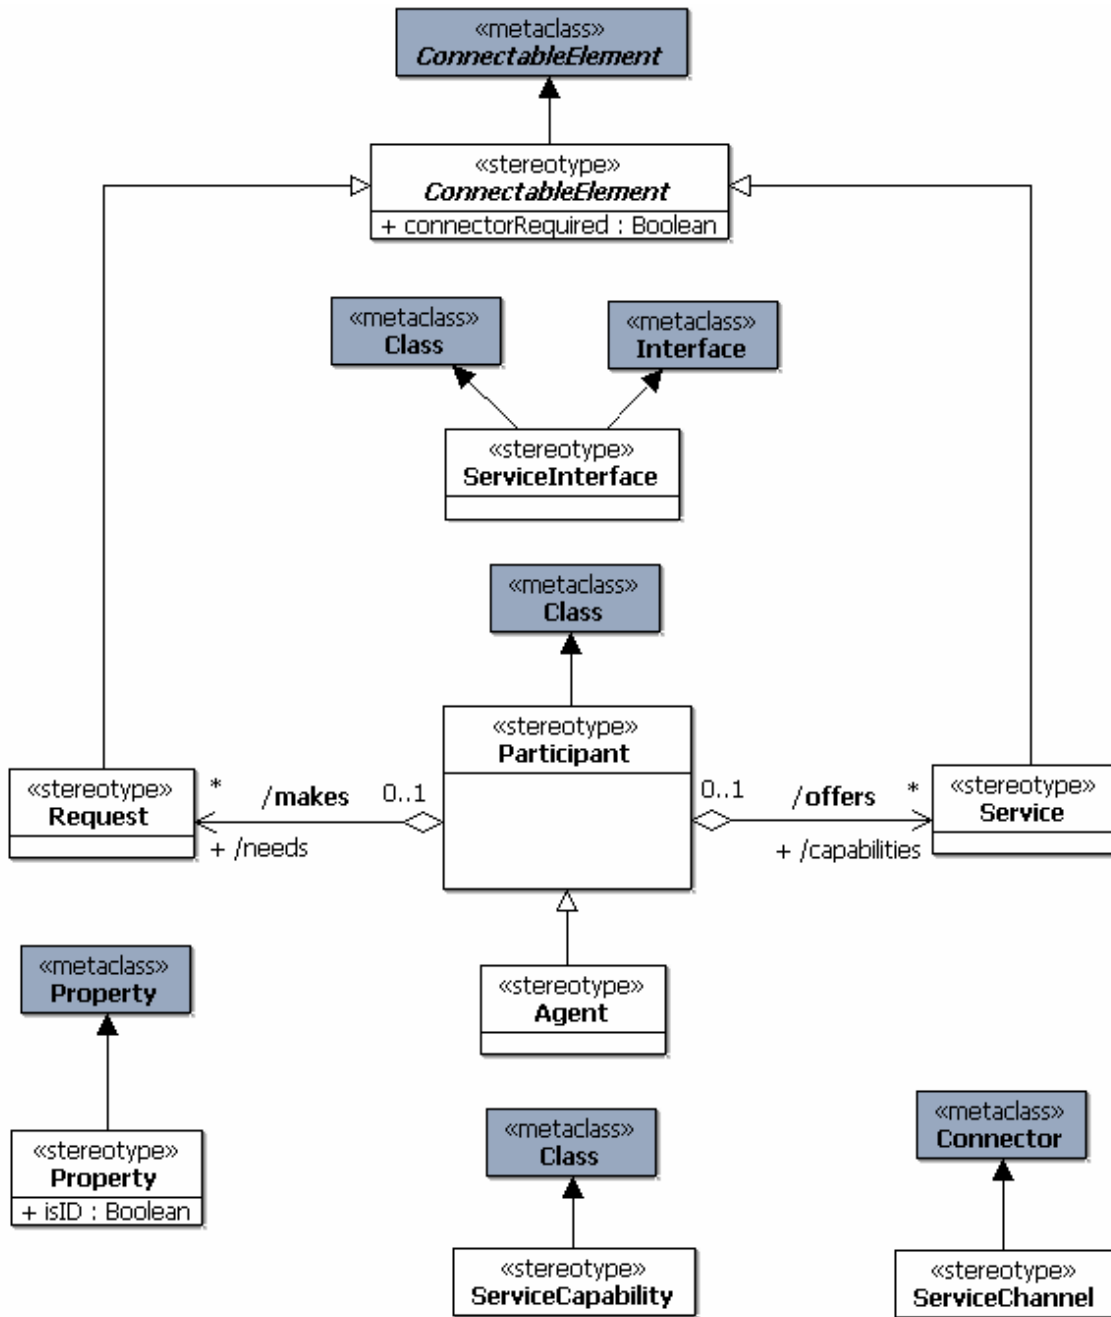 «metaclass»
ConnectableElement
«stereotype»
ConnectableElement
+ connectorRequired : Boolean
«metaclass»
Class
«metaclass»
Interface
«stereotype»
ServiceInterface
«metaclass»
Class
«stereotype»
Participant
«stereotype»
Request
* /makes 0..1
+ /needs
0..1 /offers *
+ /capabilities
«stereotype»
Service
«metaclass»
Property
«stereotype»
Agent
«stereotype»
Property
+ isID : Boolean
«metaclass»
Class
«stereotype»
ServiceCapability
«metaclass»
Connector
«stereotype»
ServiceChannel